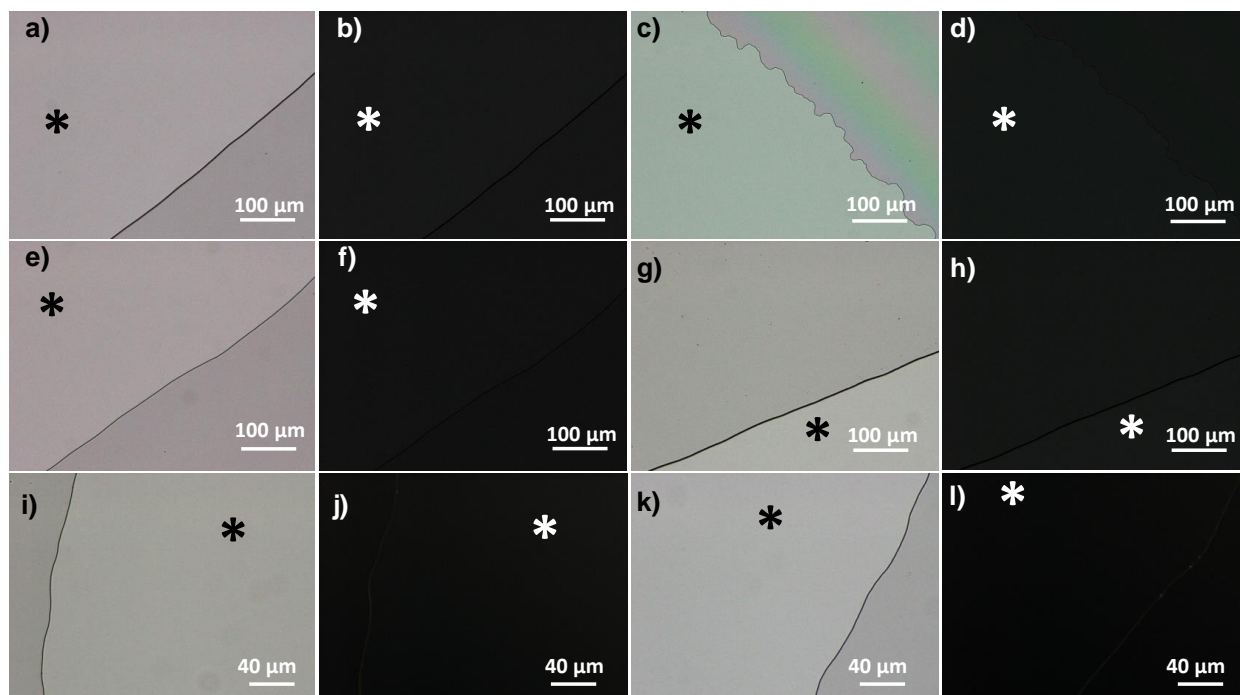 a)
b)
c)
d)
* * * *
100 µm
100 µm
100 µm
100 µm
e)
f)
g)
h)
* * * *
100 µm
100 µm
100 µm
100 µm
i)
j)
k)
l)
* * * *
40 µm
40 µm
40 µm
40 µm